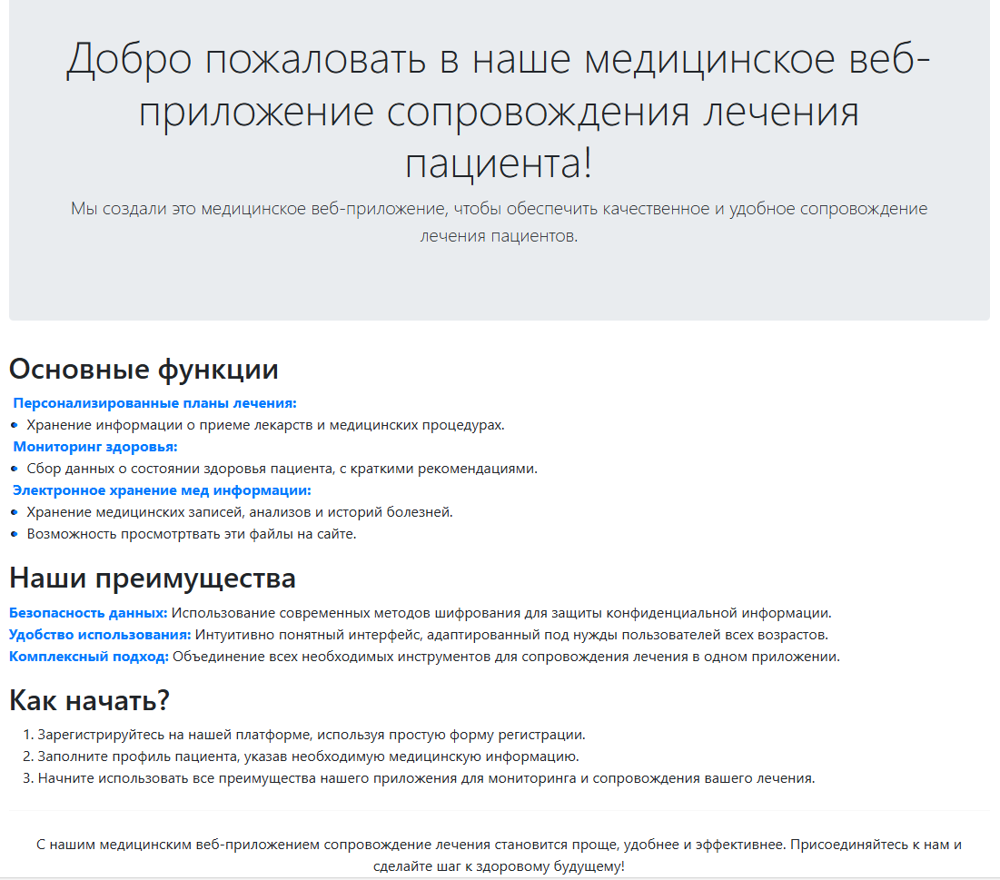 Добро пожаловать в наше медицинское веб-
приложение сопровождения лечения
пациента!
Мы создали это медицинское веб-приложение, чтобы обеспечить качественное и удобное сопровождение
лечения пациентов.
Основные функции
Персонализированные планы лечения:
• Хранение информации о приеме лекарств и медицинских процедурах.
Мониторинг здоровья:
• Сбор данных о состоянии здоровья пациента, с краткими рекомендациями.
Электронное хранение мед информации:
• Хранение медицинских записей, анализов и историй болезней.
• Возможность просмотртвать эти файлы на сайте.
Наши преимущества
Безопасность данных: Использование современных методов шифрования для защиты конфиденциальной информации.
Удобство использования: Интуитивно понятный интерфейс, адаптированный под нужды пользователей всех возрастов.
Комплексный подход: Объединение всех необходимых инструментов для сопровождения лечения в одном приложении.
Как начать?
1. Зарегистрируйтесь на нашей платформе, используя простую форму регистрации.
2. Заполните профиль пациента, указав необходимую медицинскую информацию.
3. Начните использовать все преимущества нашего приложения для мониторинга и сопровождения вашего лечения.
С нашим медицинским веб-приложением сопровождение лечения становится проще, удобнее и эффективнее. Присоединяйтесь к нам и
сделайте шаг к здоровому будущему!